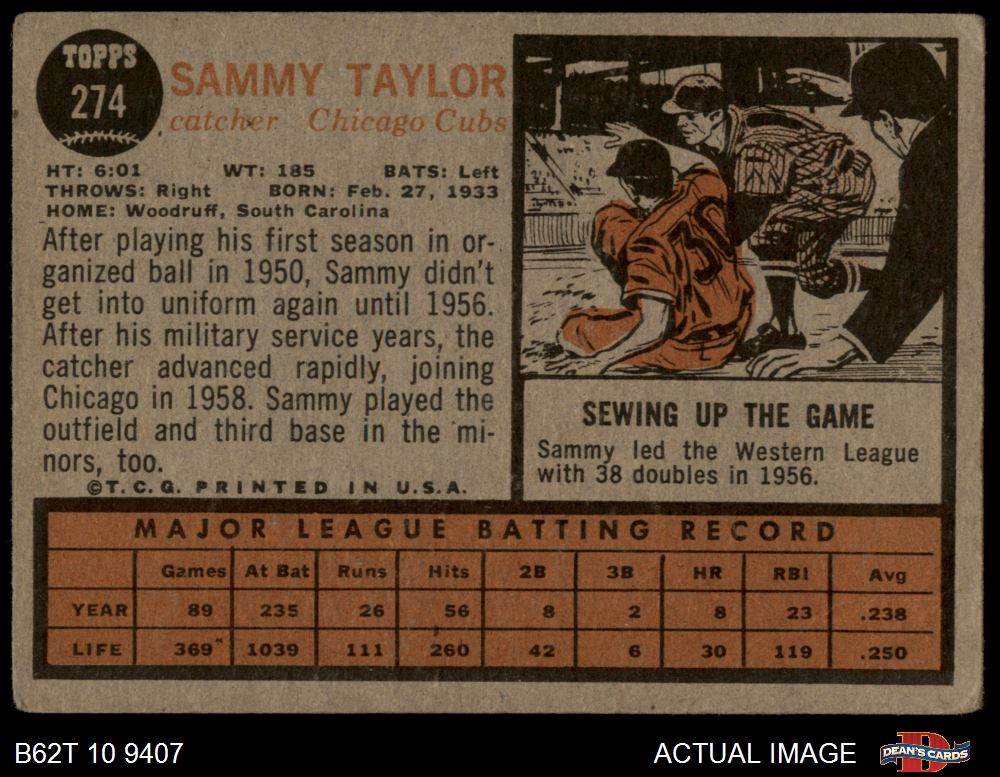 TOPPS
274
SAMMY TAYLOR
catcher Chicago Cubs
HT: 6:01 WT: 185 BATS: Left
THROWS: Right BORN: Feb. 27, 1933
HOME: Woodruff, South Carolina
After playing his first season in or-
ganized ball in 1950, Sammy didn't
get into uniform again until 1956.
After his military service years, the
catcher advanced rapidly, joining
Chicago in 1958. Sammy played the
outfield and third base in the mi-
nors, too.
©T.C.G. PRINTED IN U.S.A.
30
SEWING UP THE GAME
Sammy led the Western League
with 38 doubles in 1956.
MAJOR LEAGUE BATTING RECORD
Games At Bat Runs Hits 2B 3B HR RBI Avg
YEAR 89 235 26 56 8 2 8 23 .238
LIFE 369 1039 111 260 42 6 30 119 .250
B62T 10 9407
ACTUAL IMAGE
DEAN'S CARDS